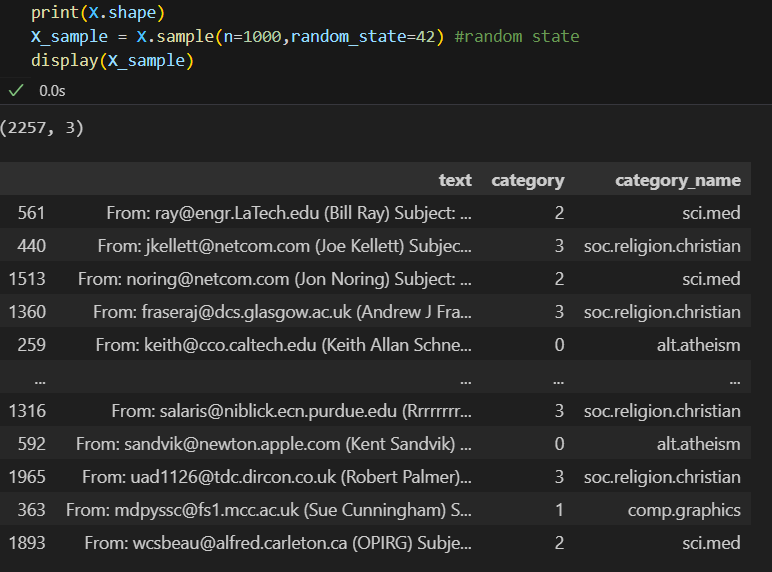 print(X.shape)
X_sample = X.sample(n=1000,random_state=42) #random state
display(X_sample)
0.0s
(2257, 3)
text category category_name
561 From: ray@engr.LaTech.edu (Bill Ray) Subject: ... 2 sci.med
440 From: jkellett@netcom.com (Joe Kellett) Subjec... 3 soc.religion.christian
1513 From: noring@netcom.com (Jon Noring) Subject: ... 2 sci.med
1360 From: fraseraj@dcs.glasgow.ac.uk (Andrew J Fra... 3 soc.religion.christian
259 From: keith@cco.caltech.edu (Keith Allan Schne... 0 alt.atheism
... ... ... ...
1316 From: salaris@niblick.ecn.purdue.edu (Rrrrrrrr... 3 soc.religion.christian
592 From: sandvik@newton.apple.com (Kent Sandvik) ... 0 alt.atheism
1965 From: uad1126@tdc.dircon.co.uk (Robert Palmer)... 3 soc.religion.christian
363 From: mdpyssc@fs1.mcc.ac.uk (Sue Cunningham) S... 1 comp.graphics
1893 From: wcsbeau@alfred.carleton.ca (OPIRG) Subje... 2 sci.med